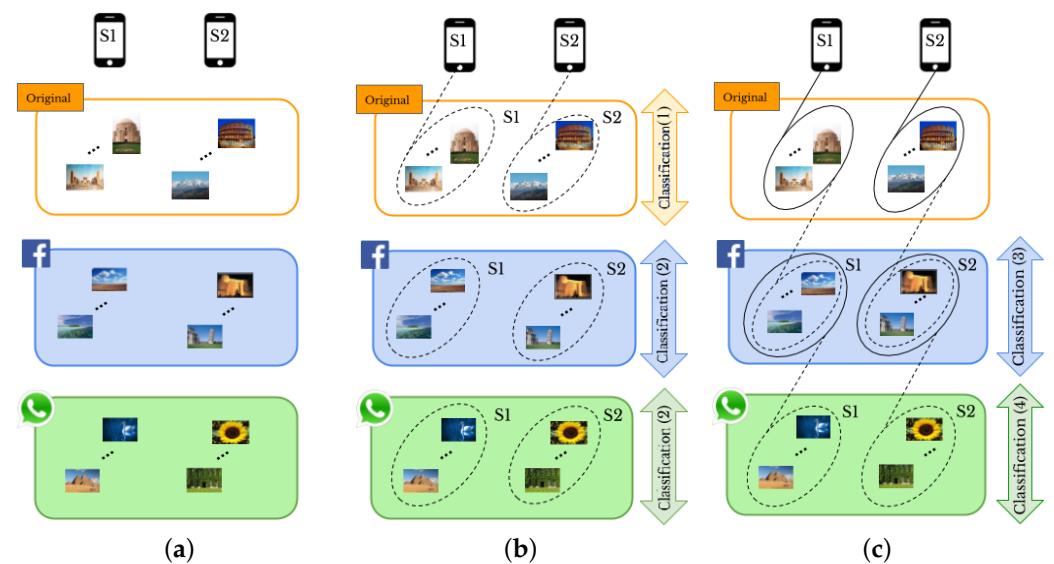 S1
S2
Original
(a)
S1
S2
Original
S1
S2
Classification(1)
S1
S2
Classification (2)
S1
S2
Classification (2)
(b)
S1
S2
Original
S1
S2
Classification (3)
S1
S2
Classification (4)
(c)